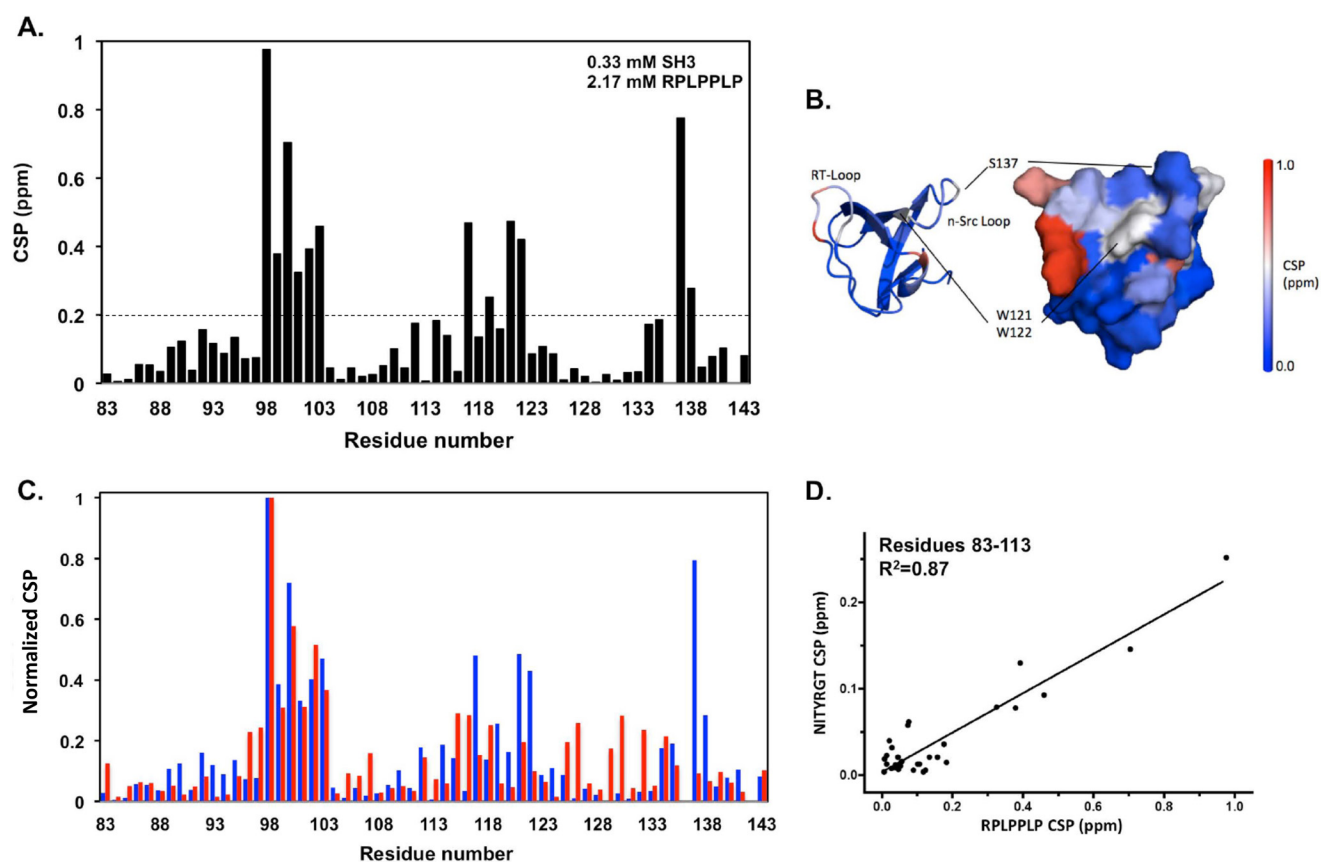 A.
1
0.8
0.6
0.4
0.2
0
CSP (ppm)
0.33 mM SH3
2.17 mM RPLPPLP
83 88 93 98 103 108 113 118 123 128 133 138 143
Residue number
B.
RT-Loop
S137
n-Src Loop
W121
W122
1.0
CSP
(ppm)
0.0
C.
1
0.8
0.6
0.4
0.2
0
Normalized CSP
83 88 93 98 103 108 113 118 123 128 133 138 143
Residue number
D.
Residues 83-113
R²=0.87
0.2
0.1
0.0
NITYRGT CSP (ppm)
0.0 0.2 0.4 0.6 0.8 1.0
RPLPPLP CSP (ppm)